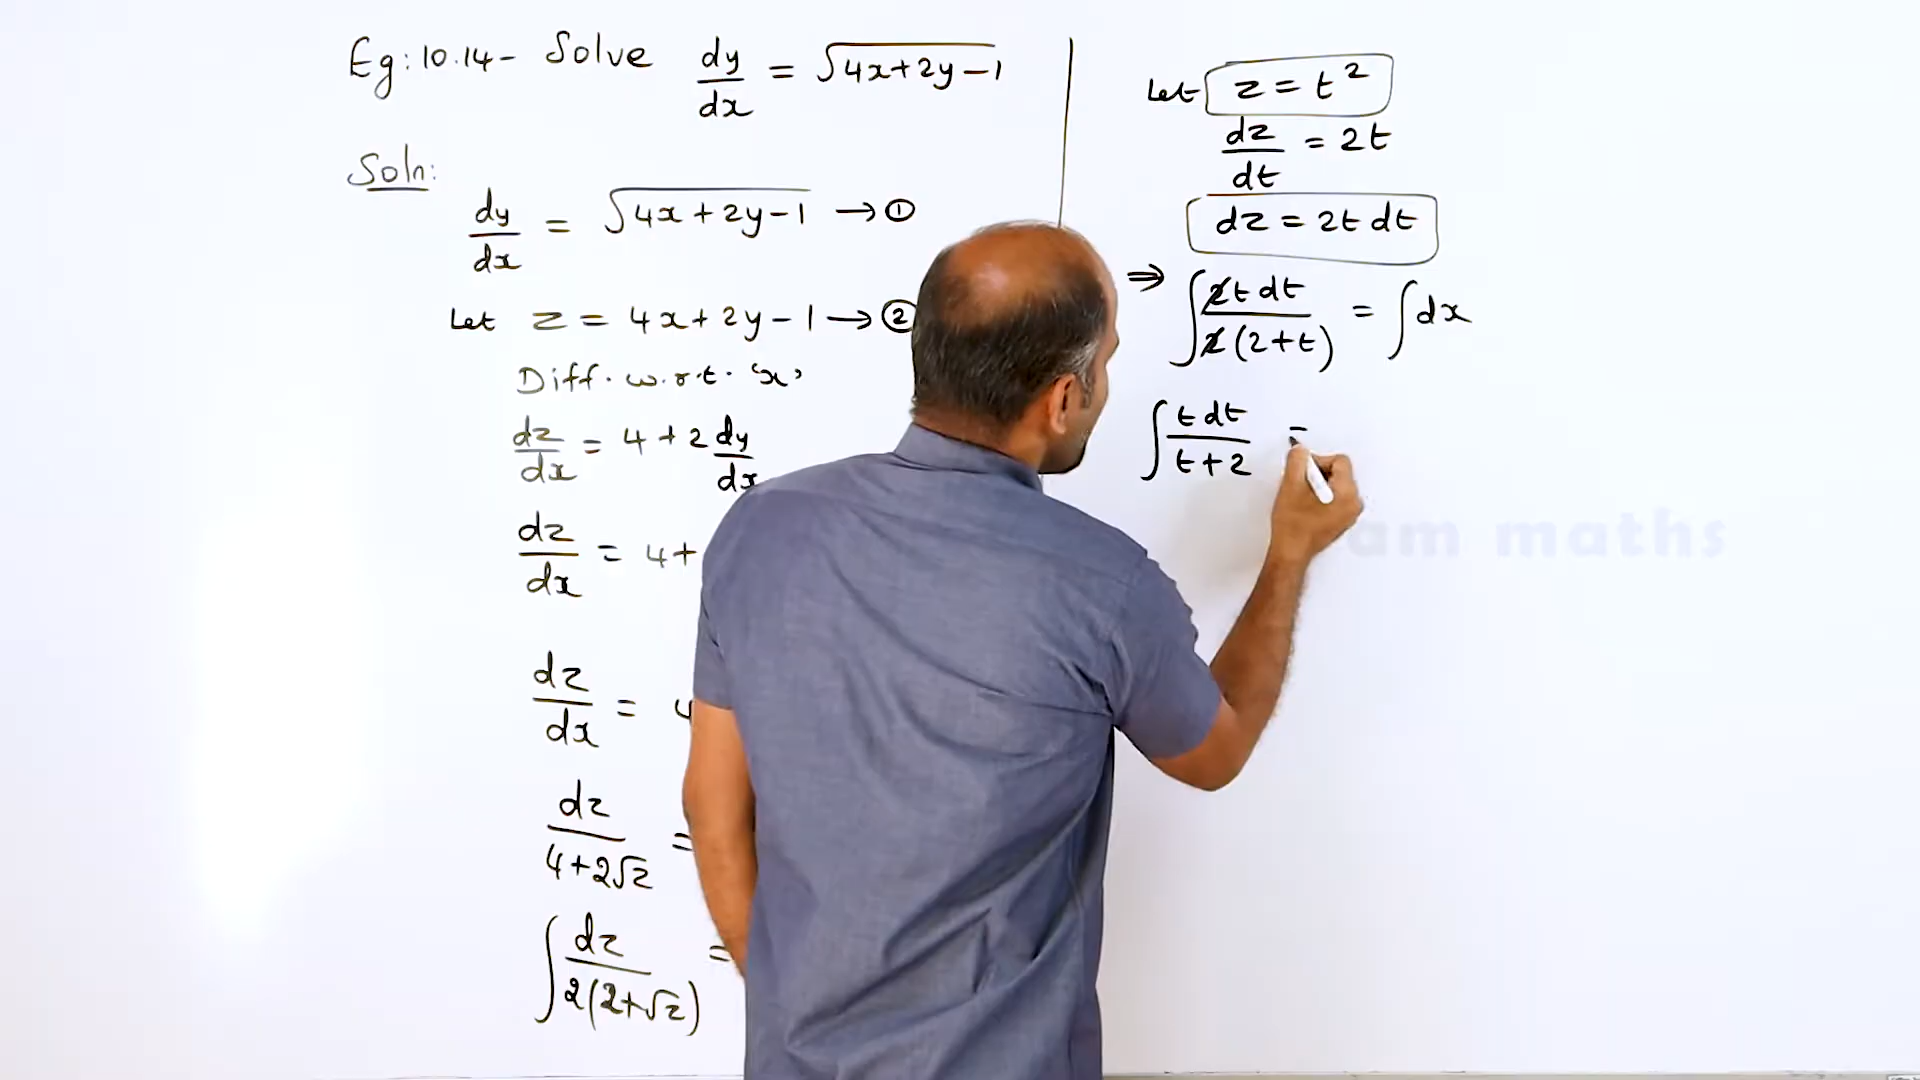 Eg: 10.14 - Solve dy/dx = √4x+2y-1
Soln:
dy/dx = √4x+2y-1 → ①
Let z = 4x+2y-1 → ②
Diff. w.r.t. 'x'
dz/dx = 4+2 dy/dx
dz/dx = 4+
dz/dx = 4
dz/4+2√z =
∫ dz/2(2+√z) =
Let z = t²
dz/dt = 2t
dz = 2t dt
⇒ ∫ 2t dt/2(2+t) = ∫ dx
∫ t dt/t+2 =
am maths